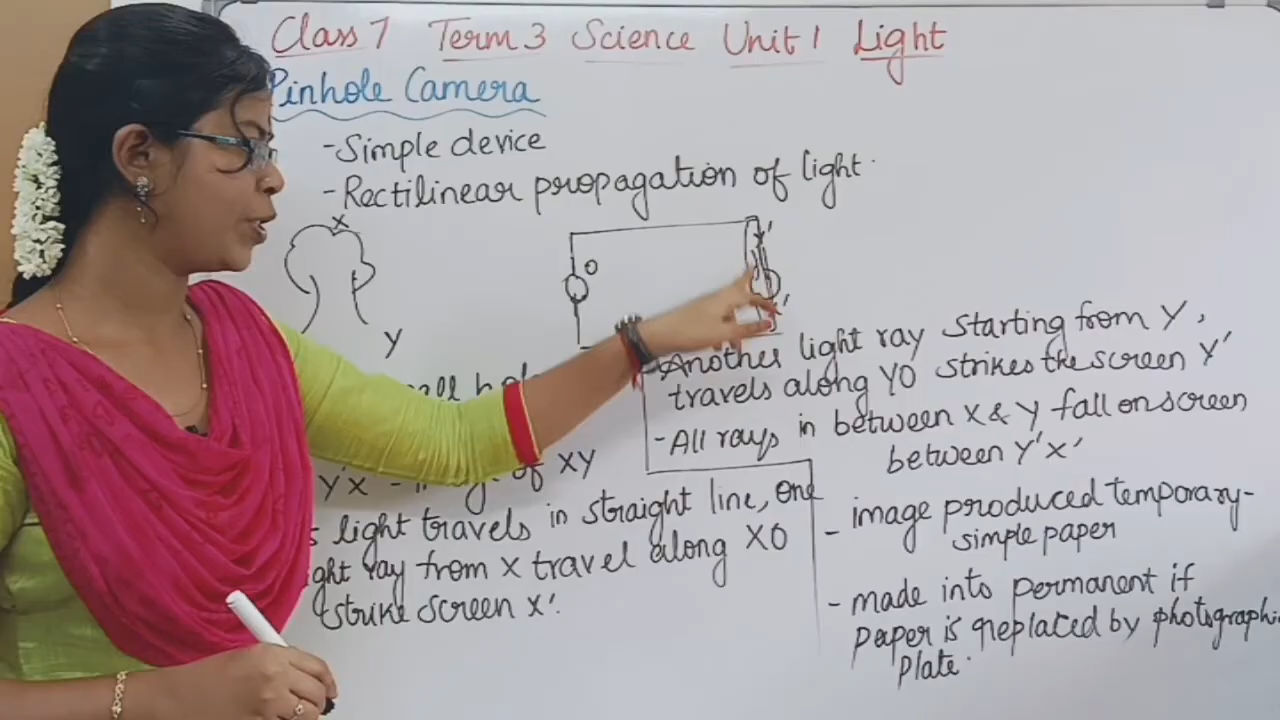 Class 7 Term 3 Science Unit 1 Light
Pinhole Camera
-Simple device
-Rectilinear propagation of light.
X
O
Y
Another light ray starting from Y,
travels along YO strikes the screen Y'
-All rays in between X & Y fall on screen
between Y'X'
of XY
light travels in straight line, one
ray from X travel along XO
strike screen X'.
- image produced temporary-
simple paper
- made into permanent if
paper is replaced by photographic
plate.